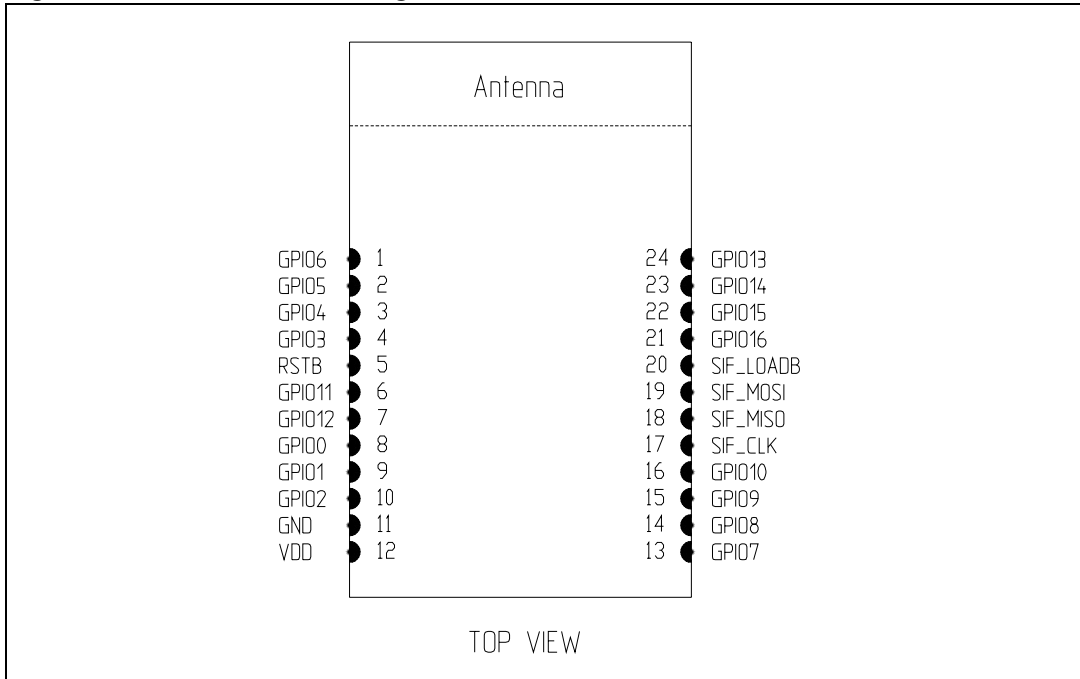 Antenna
GPIO6 1 24 GPIO13
GPIO5 2 23 GPIO14
GPIO4 3 22 GPIO15
GPIO3 4 21 GPIO16
RSTB 5 20 SIF_LOADB
GPIO11 6 19 SIF_MOSI
GPIO12 7 18 SIF_MISO
GPIO0 8 17 SIF_CLK
GPIO1 9 16 GPIO10
GPIO2 10 15 GPIO9
GND 11 14 GPIO8
VDD 12 13 GPIO7
TOP VIEW